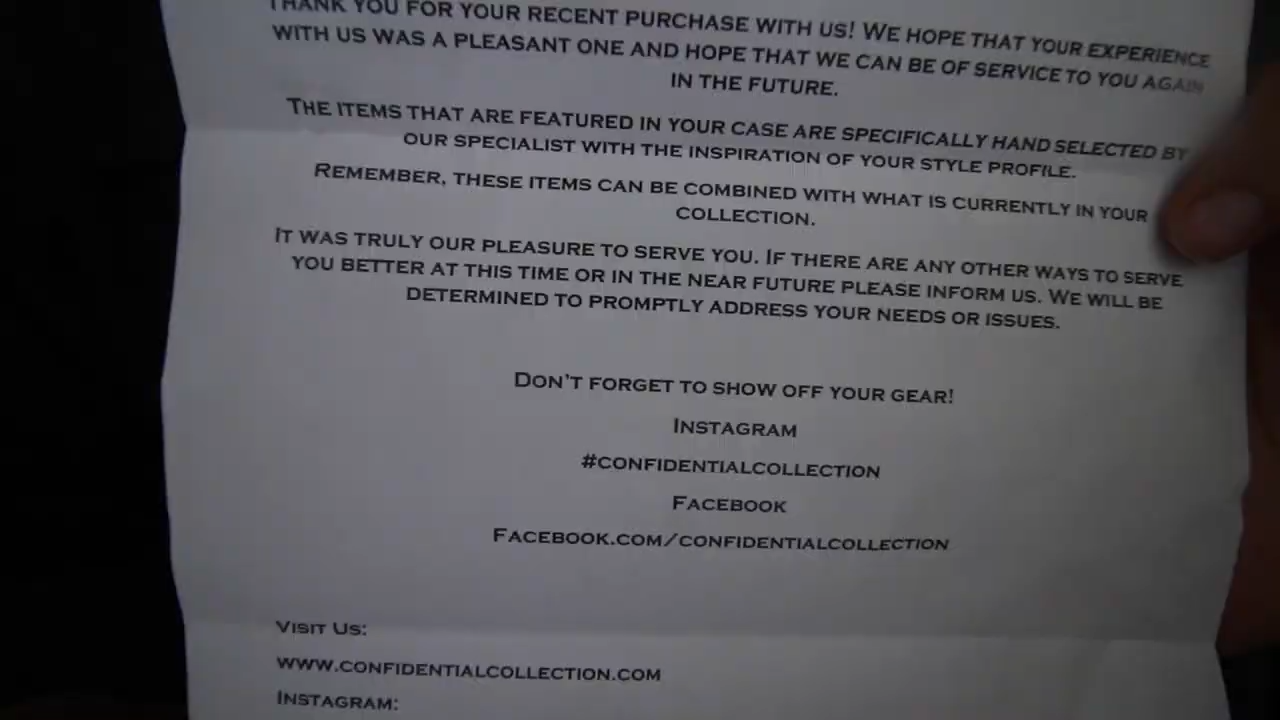 THANK YOU FOR YOUR RECENT PURCHASE WITH US! WE HOPE THAT YOUR EXPERIENCE
WITH US WAS A PLEASANT ONE AND HOPE THAT WE CAN BE OF SERVICE TO YOU AGAIN
IN THE FUTURE.
THE ITEMS THAT ARE FEATURED IN YOUR CASE ARE SPECIFICALLY HAND SELECTED BY
OUR SPECIALIST WITH THE INSPIRATION OF YOUR STYLE PROFILE.
REMEMBER, THESE ITEMS CAN BE COMBINED WITH WHAT IS CURRENTLY IN YOUR
COLLECTION.
IT WAS TRULY OUR PLEASURE TO SERVE YOU. IF THERE ARE ANY OTHER WAYS TO SERVE
YOU BETTER AT THIS TIME OR IN THE NEAR FUTURE PLEASE INFORM US. WE WILL BE
DETERMINED TO PROMPTLY ADDRESS YOUR NEEDS OR ISSUES.
DON'T FORGET TO SHOW OFF YOUR GEAR!
INSTAGRAM
#CONFIDENTIALCOLLECTION
FACEBOOK
FACEBOOK.COM/CONFIDENTIALCOLLECTION
VISIT US:
WWW.CONFIDENTIALCOLLECTION.COM
INSTAGRAM: